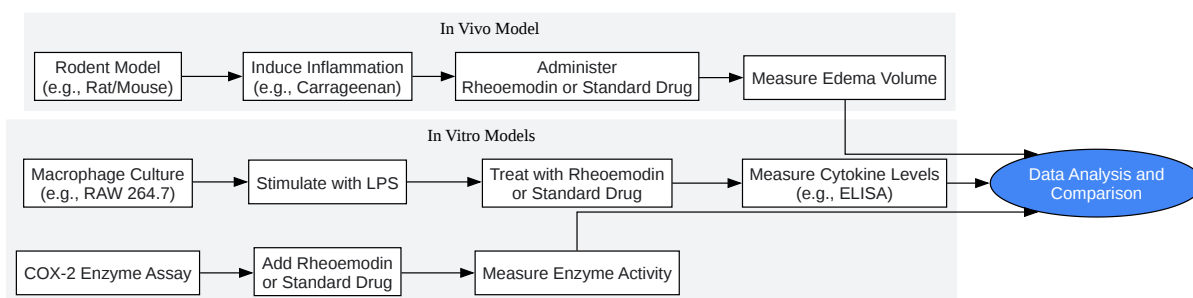 In Vivo Model
Rodent Model
(e.g., Rat/Mouse)
Induce Inflammation
(e.g., Carrageenan)
Administer
Rheoemodin or Standard Drug
Measure Edema Volume
In Vitro Models
Macrophage Culture
(e.g., RAW 264.7)
Stimulate with LPS
Treat with Rheoemodin
or Standard Drug
Measure Cytokine Levels
(e.g., ELISA)
Data Analysis and
Comparison
COX-2 Enzyme Assay
Add Rheoemodin
or Standard Drug
Measure Enzyme Activity